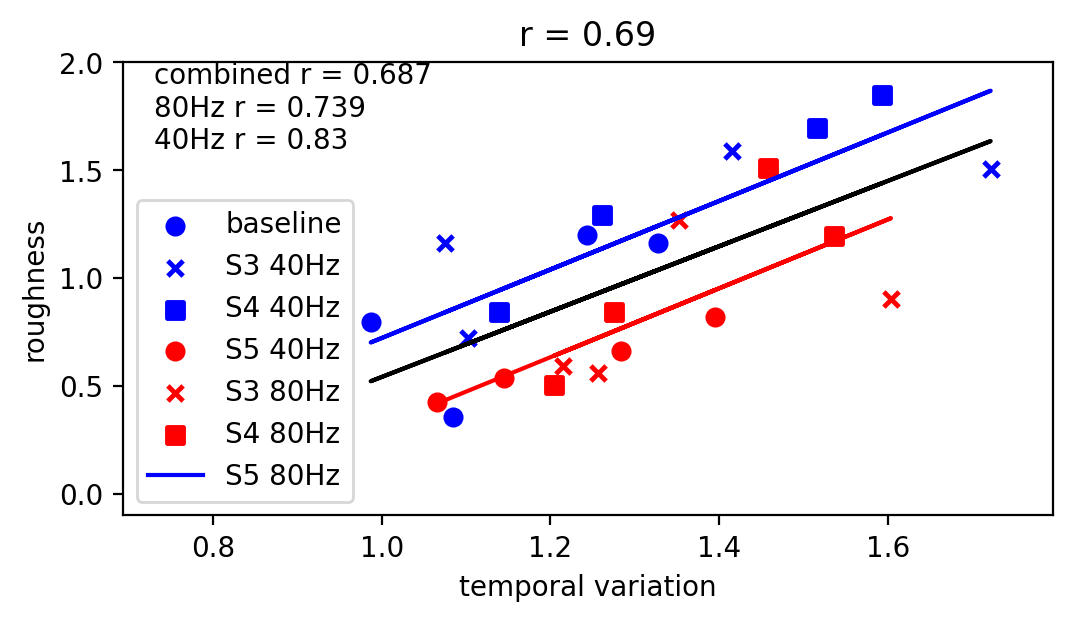 r = 0.69
combined r = 0.687
80Hz r = 0.739
40Hz r = 0.83
baseline
S3 40Hz
S4 40Hz
S5 40Hz
S3 80Hz
S4 80Hz
S5 80Hz
2.0
1.5
1.0
0.5
0.0
roughness
0.8 1.0 1.2 1.4 1.6
temporal variation